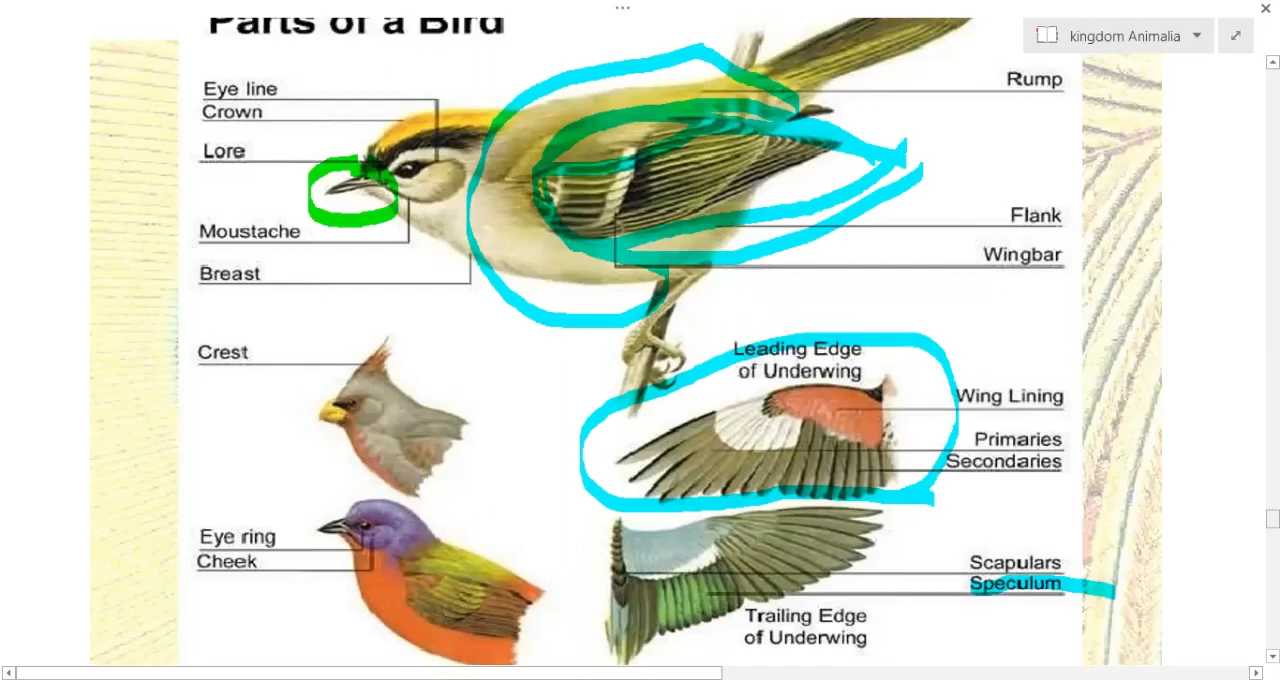 Parts of a Bird
kingdom Animalia
Eye line
Crown
Lore
Moustache
Breast
Rump
Flank
Wingbar
Crest
Leading Edge
of Underwing
Wing Lining
Primaries
Secondaries
Eye ring
Cheek
Scapulars
Speculum
Trailing Edge
of Underwing